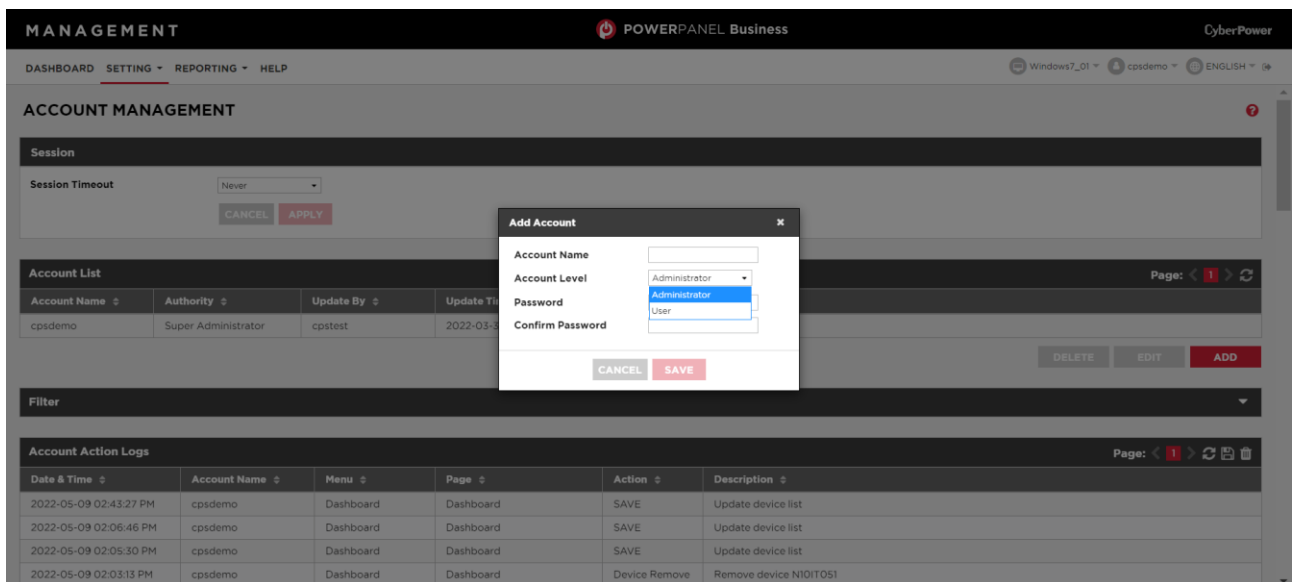 MANAGEMENT POWERPANEL Business CyberPower
DASHBOARD SETTING REPORTING HELP Windows7_01 cpsdemo ENGLISH
ACCOUNT MANAGEMENT
Session
Session Timeout Never
CANCEL APPLY
Add Account
Account Name
Account Level Administrator
Administrator
User
Password
Confirm Password
CANCEL SAVE
Account List Page: 1
Account Name Authority Update By Update Ti
cpsdemo Super Administrator cpstest 2022-03-3
DELETE EDIT ADD
Filter
Account Action Logs Page: 1
Date & Time Account Name Menu Page Action Description
2022-05-09 02:43:27 PM cpsdemo Dashboard Dashboard SAVE Update device list
2022-05-09 02:06:46 PM cpsdemo Dashboard Dashboard SAVE Update device list
2022-05-09 02:05:30 PM cpsdemo Dashboard Dashboard SAVE Update device list
2022-05-09 02:03:13 PM cpsdemo Dashboard Dashboard Device Remove Remove device N10IT051